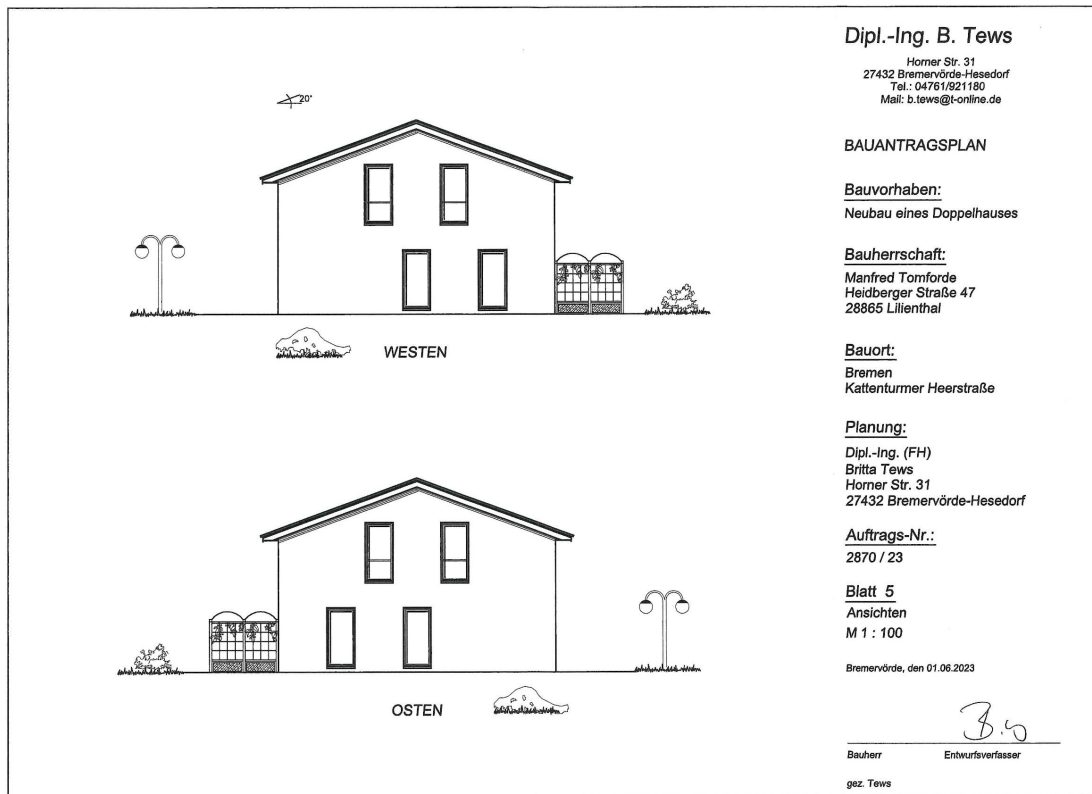 20°
WESTEN
OSTEN
Dipl.-Ing. B. Tews
Horner Str. 31
27432 Bremervörde-Hesedorf
Tel.: 04761/921180
Mail: b.tews@t-online.de
BAUANTRAGSPLAN
Bauvorhaben:
Neubau eines Doppelhauses
Bauherrschaft:
Manfred Tomforde
Heidberger Straße 47
28865 Lilienthal
Bauort:
Bremen
Kattenturmer Heerstraße
Planung:
Dipl.-Ing. (FH)
Britta Tews
Horner Str. 31
27432 Bremervörde-Hesedorf
Auftrags-Nr.:
2870 / 23
Blatt 5
Ansichten
M 1 : 100
Bremervörde, den 01.06.2023
Bauherr Entwurfsverfasser
gez. Tews